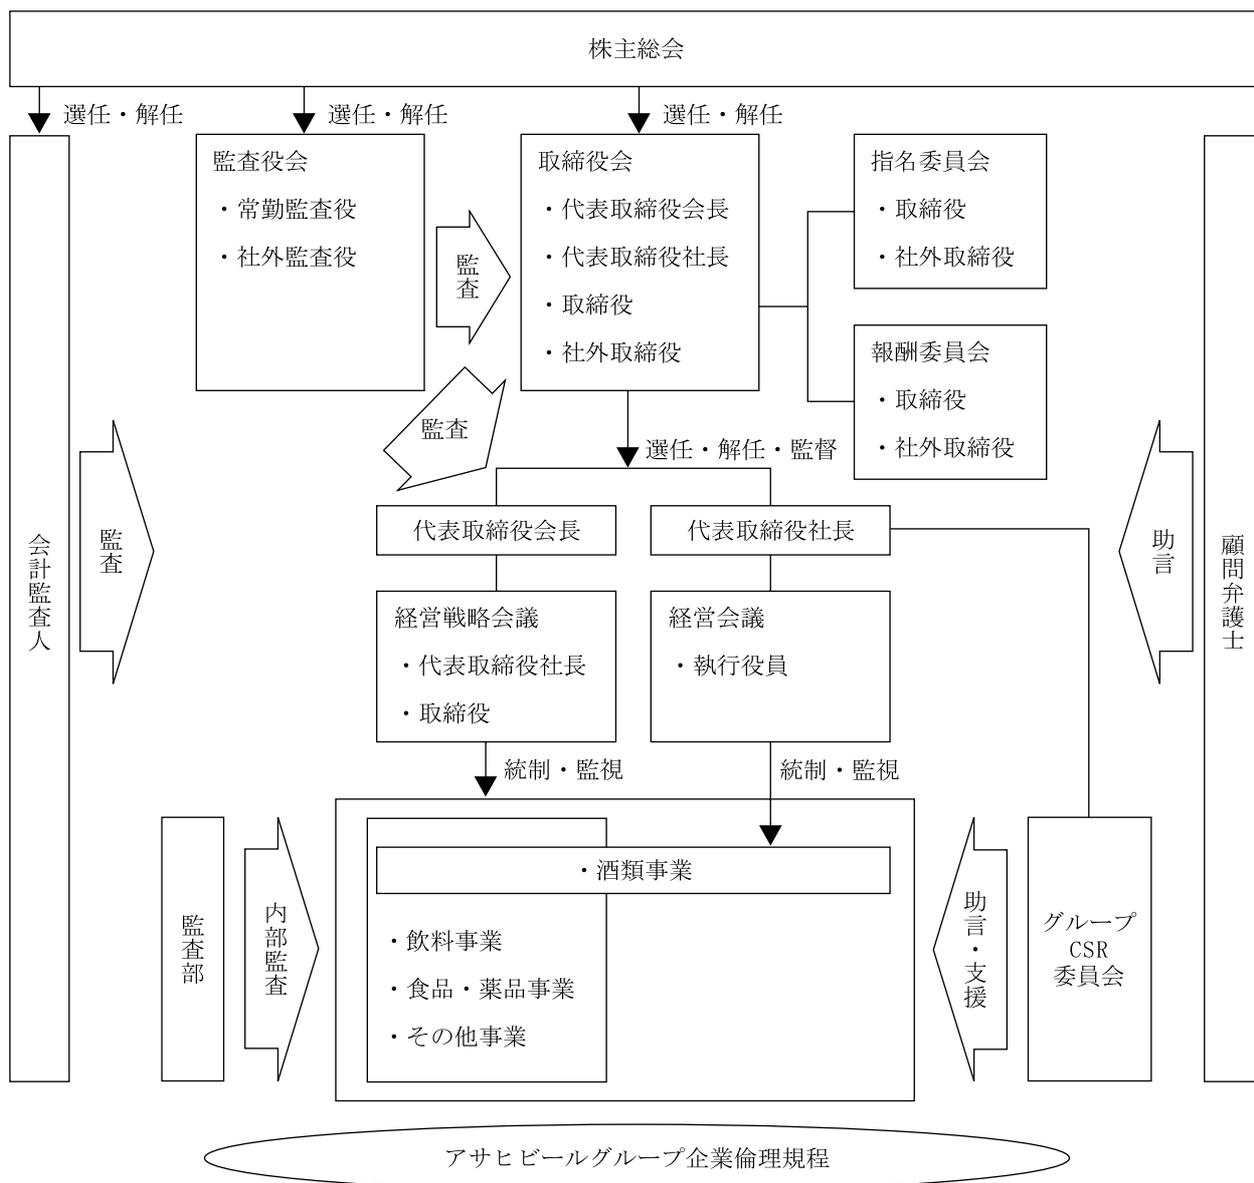 株主総会
選任・解任
選任・解任
選任・解任
会計監査人
監査
監査役会
・常勤監査役
・社外監査役
監査
監査
取締役会
・代表取締役会長
・代表取締役社長
・取締役
・社外取締役
指名委員会
・取締役
・社外取締役
報酬委員会
・取締役
・社外取締役
選任・解任・監督
代表取締役会長
代表取締役社長
経営戦略会議
・代表取締役社長
・取締役
経営会議
・執行役員
助言
顧問弁護士
統制・監視
統制・監視
監査部
内部監査
・酒類事業
・飲料事業
・食品・薬品事業
・その他事業
助言・支援
グループ
CSR
委員会
アサヒビールグループ企業倫理規程